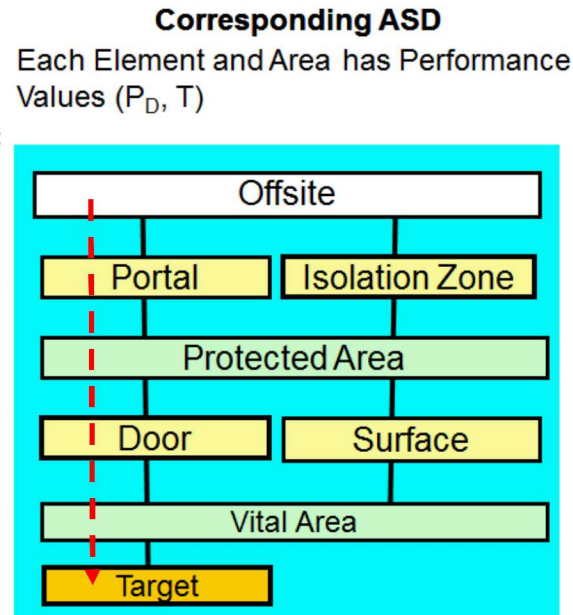 Corresponding ASD
Each Element and Area has Performance
Values (P_D, T)
Offsite
Portal
Isolation Zone
Protected Area
Door
Surface
Vital Area
Target